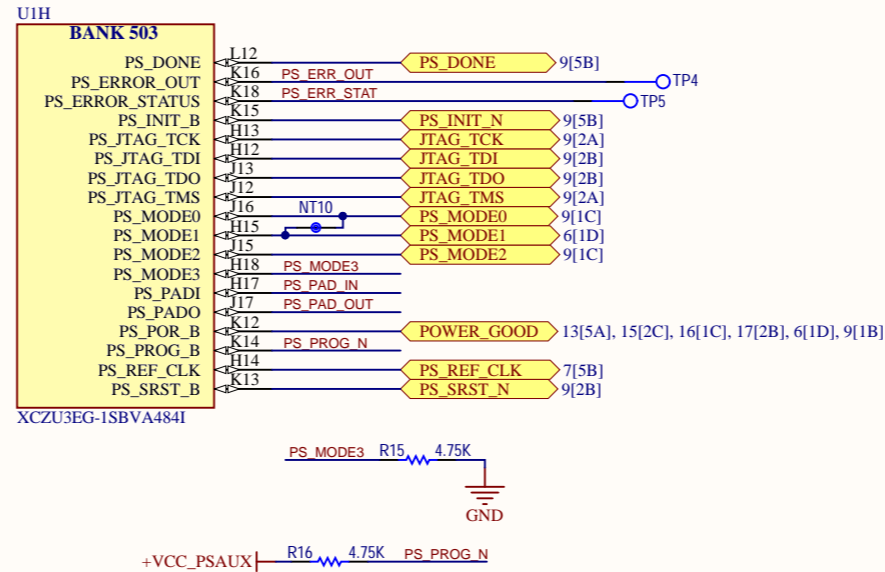 U1H
BANK 503
PS_DONE L12 PS_DONE 9[5B]
PS_ERROR_OUT K16 PS_ERR_OUT TP4
PS_ERROR_STATUS K18 PS_ERR_STAT TP5
PS_INIT_B K15 PS_INIT_N 9[5B]
PS_JTAG_TCK H13 JTAG_TCK 9[2A]
PS_JTAG_TDI H12 JTAG_TDI 9[2B]
PS_JTAG_TDO J13 JTAG_TDO 9[2B]
PS_JTAG_TMS J12 JTAG_TMS 9[2A]
PS_MODE0 J16 NT10 PS_MODE0 9[1C]
PS_MODE1 H15 PS_MODE1 6[1D]
PS_MODE2 J15 PS_MODE2 9[1C]
PS_MODE3 H18 PS_MODE3
PS_PADI H17 PS_PAD_IN
PS_PADO J17 PS_PAD_OUT
PS_POR_B K12 POWER_GOOD 13[5A], 15[2C], 16[1C], 17[2B], 6[1D], 9[1B]
PS_PROG_B K14 PS_PROG_N
PS_REF_CLK H14 PS_REF_CLK 7[5B]
PS_SRST_B K13 PS_SRST_N 9[2B]
XCZU3EG-1SBVA484I
PS_MODE3 R15 4.75K
GND
+VCC_PSAUX R16 4.75K PS_PROG_N